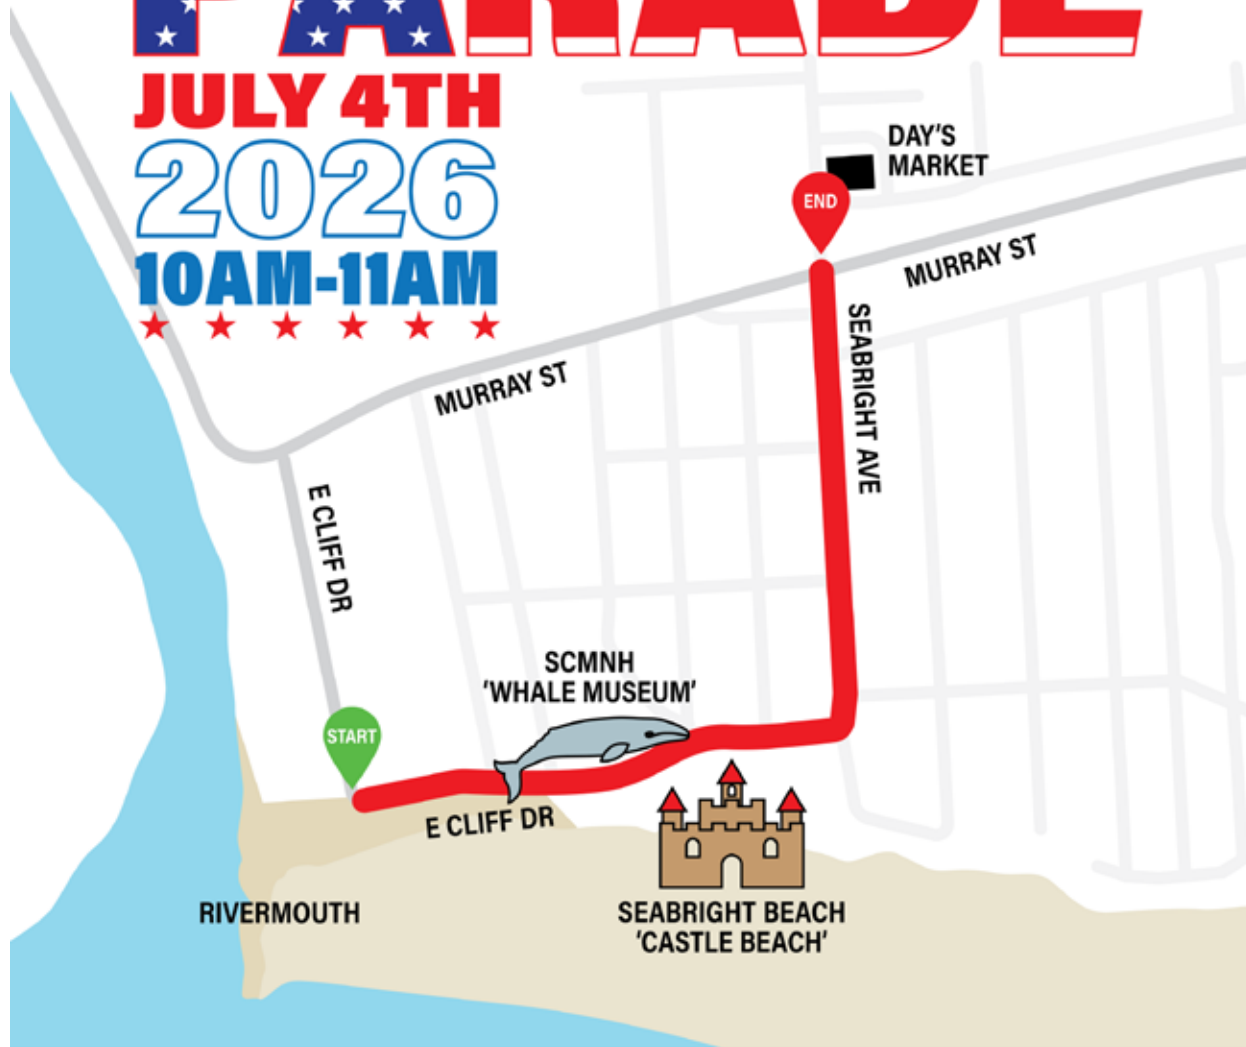 PARADE
JULY 4TH
2026
10AM-11AM
DAY'S
MARKET
END
MURRAY ST
SEABRIGHT AVE
MURRAY ST
E CLIFF DR
SCMNH
'WHALE MUSEUM'
START
E CLIFF DR
RIVERMOUTH
SEABRIGHT BEACH
'CASTLE BEACH'